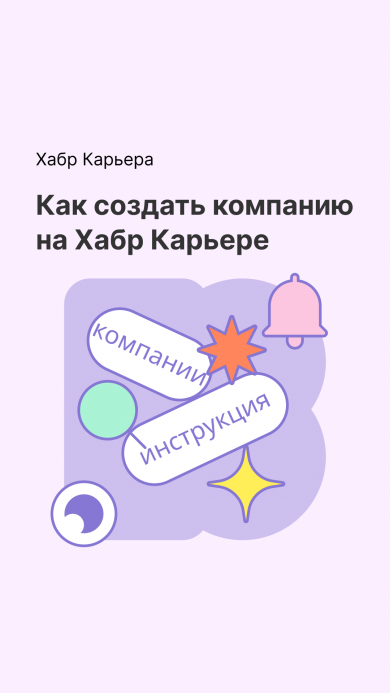 Хабр Карьера
Как создать компанию
на Хабр Карьере
компании
инструкция